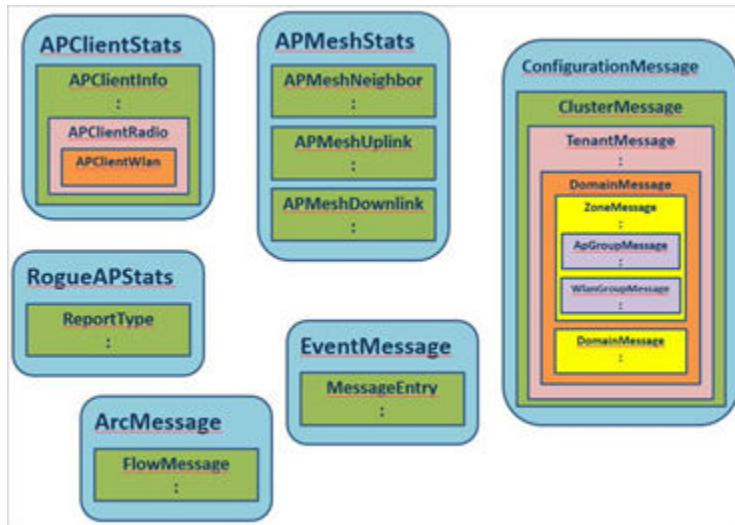 APClientStats
APClientInfo
:
APClientRadio
APClientWlan
APMeshStats
APMeshNeighbor
:
APMeshUplink
:
APMeshDownlink
:
ConfigurationMessage
ClusterMessage
TenantMessage
:
DomainMessage
ZoneMessage
:
ApGroupMessage
:
WlanGroupMessage
:
DomainMessage
:
RogueAPStats
ReportType
:
EventMessage
MessageEntry
:
ArcMessage
FlowMessage
: